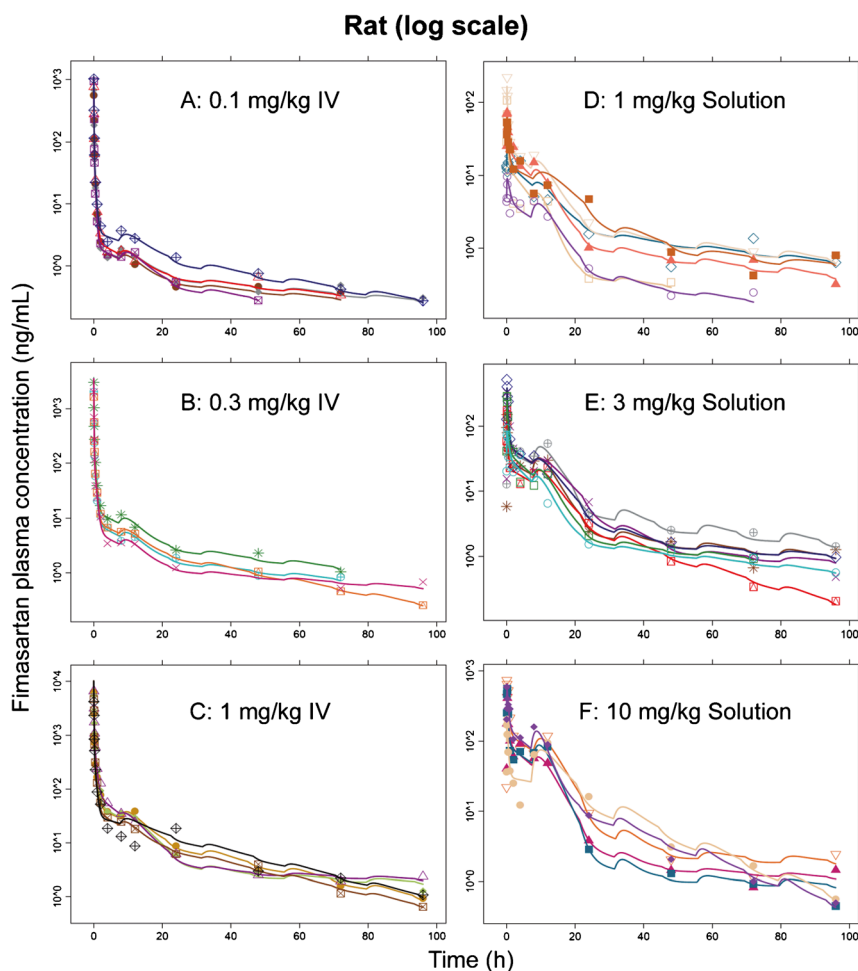 Rat (log scale)
A: 0.1 mg/kg IV
10^3
10^2
10^1
10^0
0 20 40 60 80 100
D: 1 mg/kg Solution
10^2
10^1
10^0
0 20 40 60 80 100
B: 0.3 mg/kg IV
10^3
10^2
10^1
10^0
0 20 40 60 80 100
E: 3 mg/kg Solution
10^2
10^1
10^0
0 20 40 60 80 100
C: 1 mg/kg IV
10^4
10^3
10^2
10^1
10^0
0 20 40 60 80 100
F: 10 mg/kg Solution
10^3
10^2
10^1
10^0
0 20 40 60 80 100
Fimasartan plasma concentration (ng/mL)
Time (h)